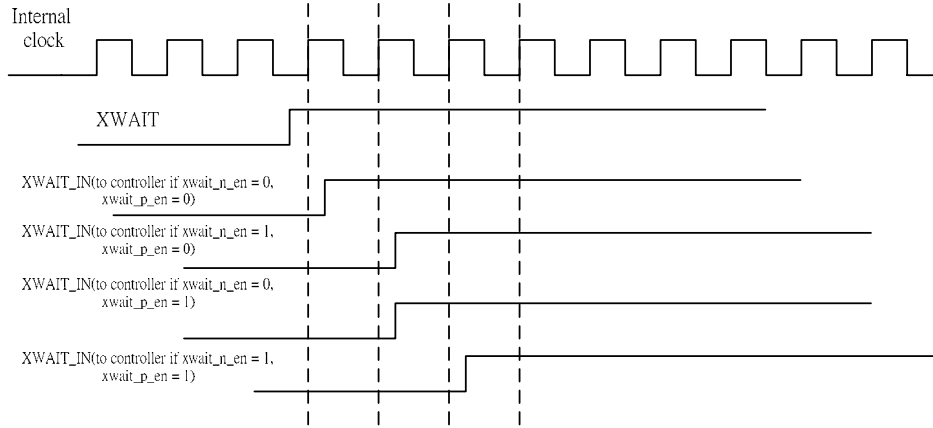 Internal
clock
XWAIT
XWAIT_IN(to controller if xwait_n_en = 0,
xwait_p_en = 0)
XWAIT_IN(to controller if xwait_n_en = 1,
xwait_p_en = 0)
XWAIT_IN(to controller if xwait_n_en = 0,
xwait_p_en = 1)
XWAIT_IN(to controller if xwait_n_en = 1,
xwait_p_en = 1)